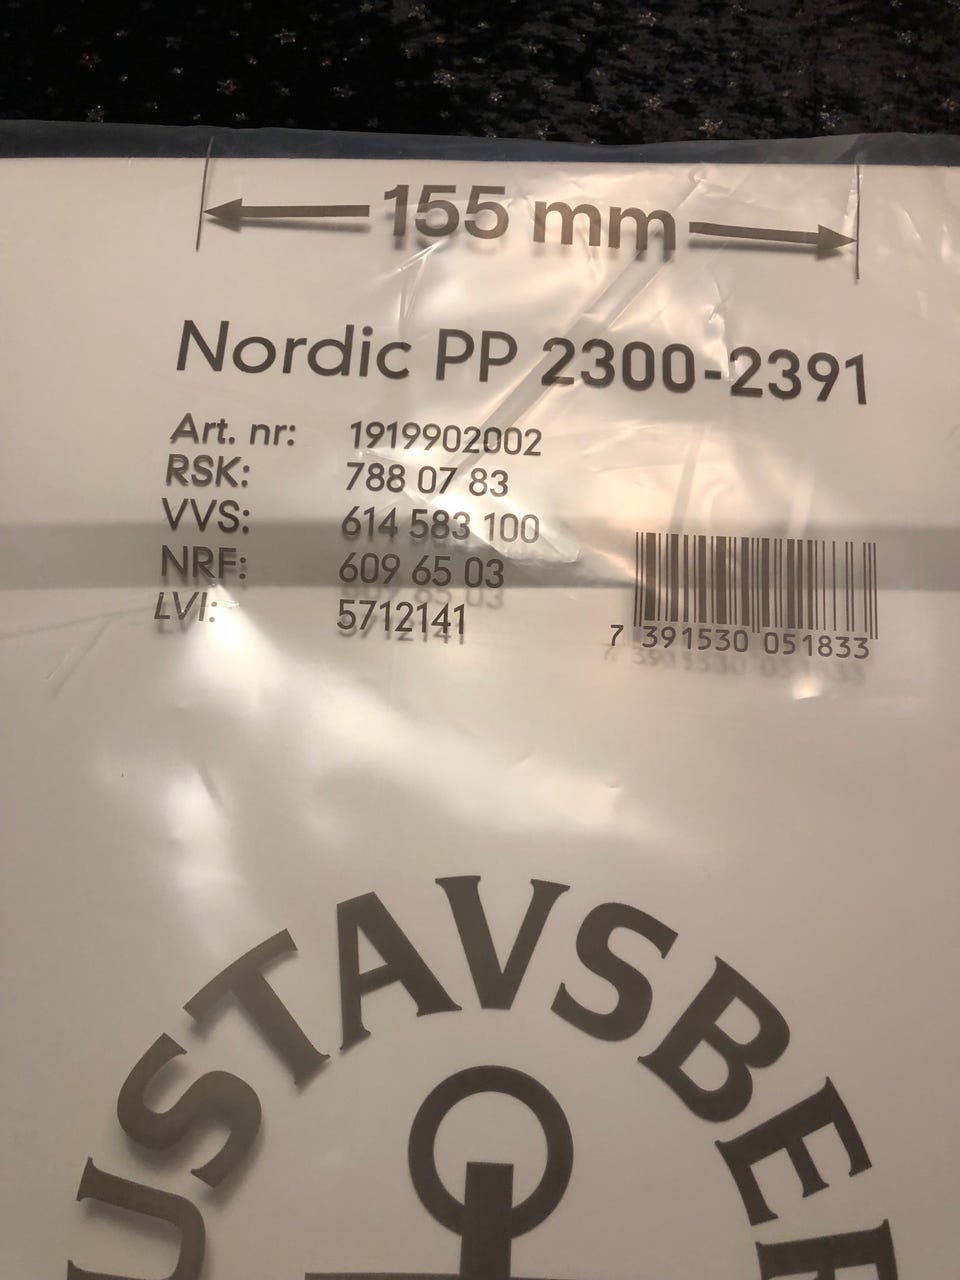 155 mm
Nordic PP 2300-2391
Art. nr: 1919902002
RSK: 788 07 83
VVS: 614 583 100
NRF: 609 65 03
LVI: 5712141
7 391530 051833
USTAVSBER